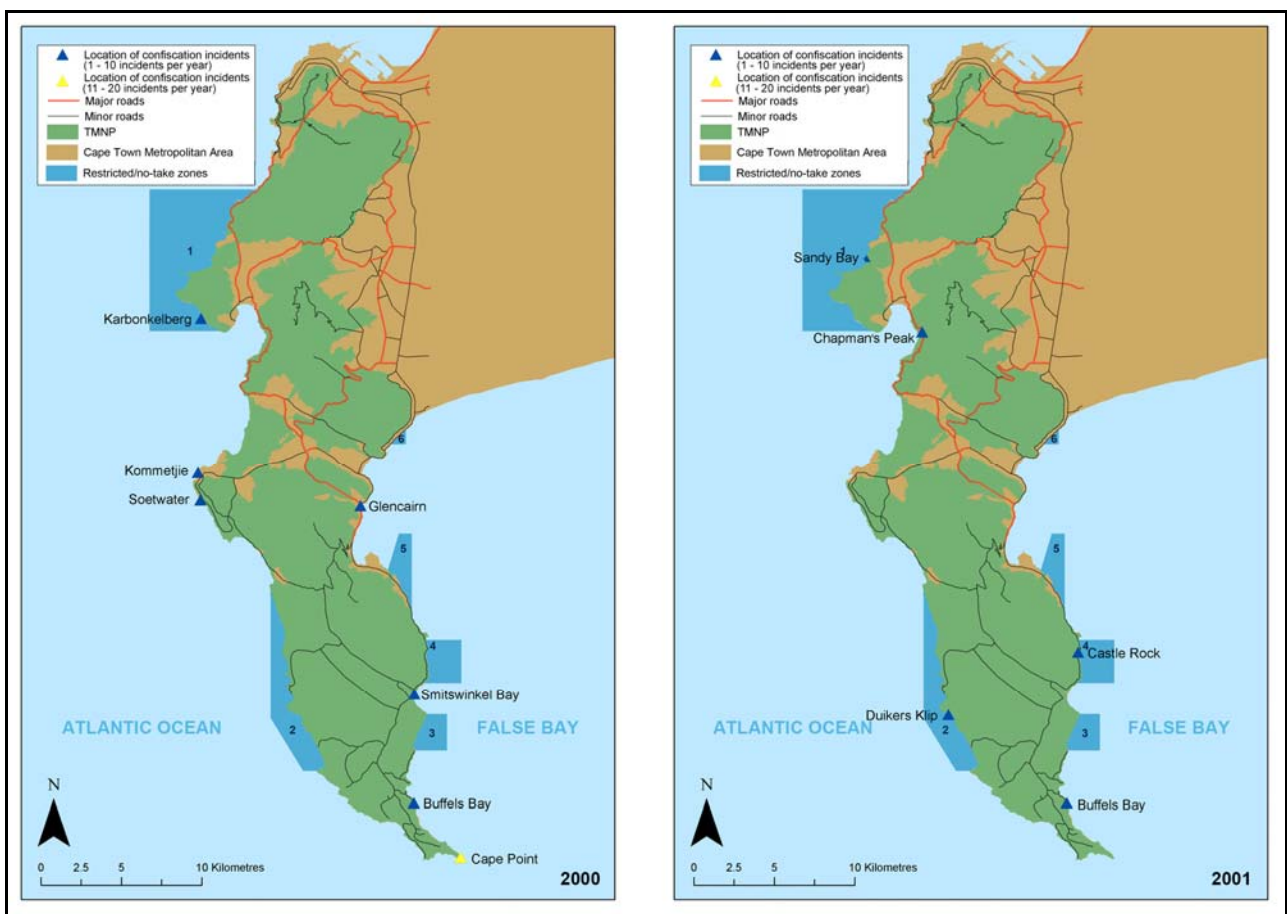 Location of confiscation incidents
(1 - 10 incidents per year)
Location of confiscation incidents
(11 - 20 incidents per year)
Major roads
Minor roads
TMNP
Cape Town Metropolitan Area
Restricted/no-take zones
1
Karbonkelberg
6
Kommetjie
Soetwater
Glencairn
5
4
Smitswinkel Bay
ATLANTIC OCEAN
2
3
FALSE BAY
N
Buffels Bay
Cape Point
0 2.5 5 10 Kilometres
2000
Location of confiscation incidents
(1 - 10 incidents per year)
Location of confiscation incidents
(11 - 20 incidents per year)
Major roads
Minor roads
TMNP
Cape Town Metropolitan Area
Restricted/no-take zones
1
Sandy Bay
Chapman's Peak
6
5
4
Castle Rock
Duikers Klip
ATLANTIC OCEAN
2
3
FALSE BAY
N
Buffels Bay
0 2.5 5 10 Kilometres
2001